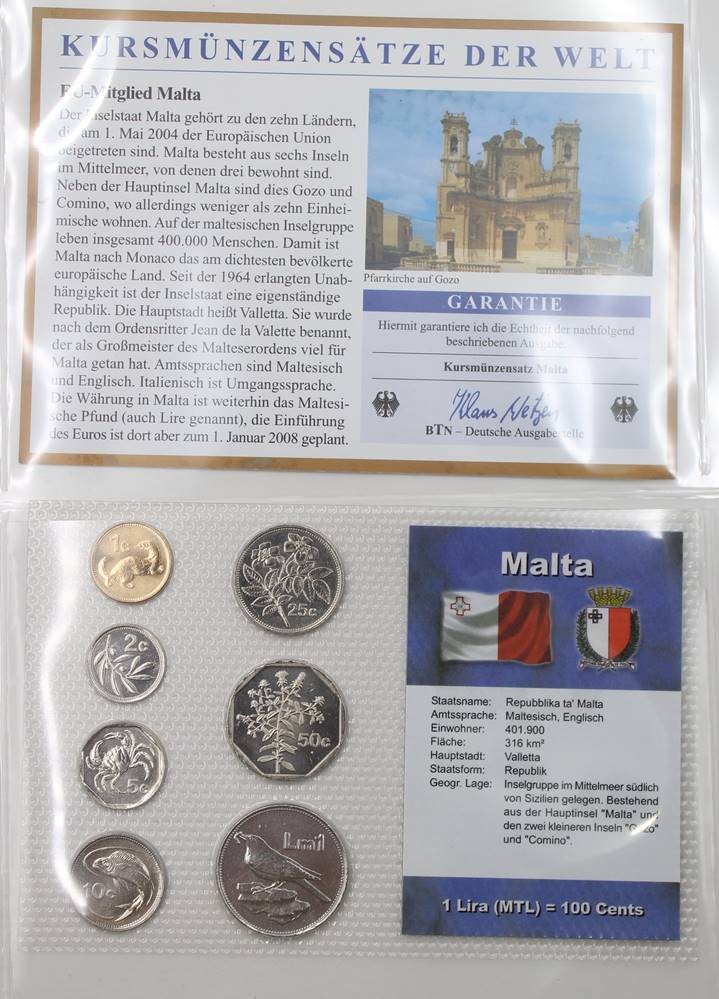 KURSMÜNZENSÄTZE DER WELT
EU-Mitglied Malta
Der Inselstaat Malta gehört zu den zehn Ländern,
die am 1. Mai 2004 der Europäischen Union
beigetreten sind. Malta besteht aus sechs Inseln
im Mittelmeer, von denen drei bewohnt sind.
Neben der Hauptinsel Malta sind dies Gozo und
Comino, wo allerdings weniger als zehn Einhei-
mische wohnen. Auf der maltesischen Inselgruppe
leben insgesamt 400.000 Menschen. Damit ist
Malta nach Monaco das am dichtesten bevölkerte
europäische Land. Seit der 1964 erlangten Unab-
hängigkeit ist der Inselstaat eine eigenständige
Republik. Die Hauptstadt heißt Valletta. Sie wurde
nach dem Ordensritter Jean de la Valette benannt,
der als Großmeister des Malteserordens viel für
Malta getan hat. Amtssprachen sind Maltesisch
und Englisch. Italienisch ist Umgangssprache.
Die Währung in Malta ist weiterhin das Maltesi-
sche Pfund (auch Lire genannt), die Einführung
des Euros ist dort aber zum 1. Januar 2008 geplant.
Pfarrkirche auf Gozo
GARANTIE
Hiermit garantiere ich die Echtheit der nachfolgend
beschriebenen Ausgabe.
Kursmünzensatz Malta
Klaus
BTN – Deutsche Ausgabestelle
1c
2c
5c
10c
25c
50c
Lm1
Malta
Staatsname: Repubblika ta' Malta
Amtssprache: Maltesisch, Englisch
Einwohner: 401.900
Fläche: 316 km²
Hauptstadt: Valletta
Staatsform: Republik
Geogr. Lage: Inselgruppe im Mittelmeer südlich
von Sizilien gelegen. Bestehend
aus der Hauptinsel "Malta" und
den zwei kleineren Inseln "Gozo"
und "Comino".
1 Lira (MTL) = 100 Cents